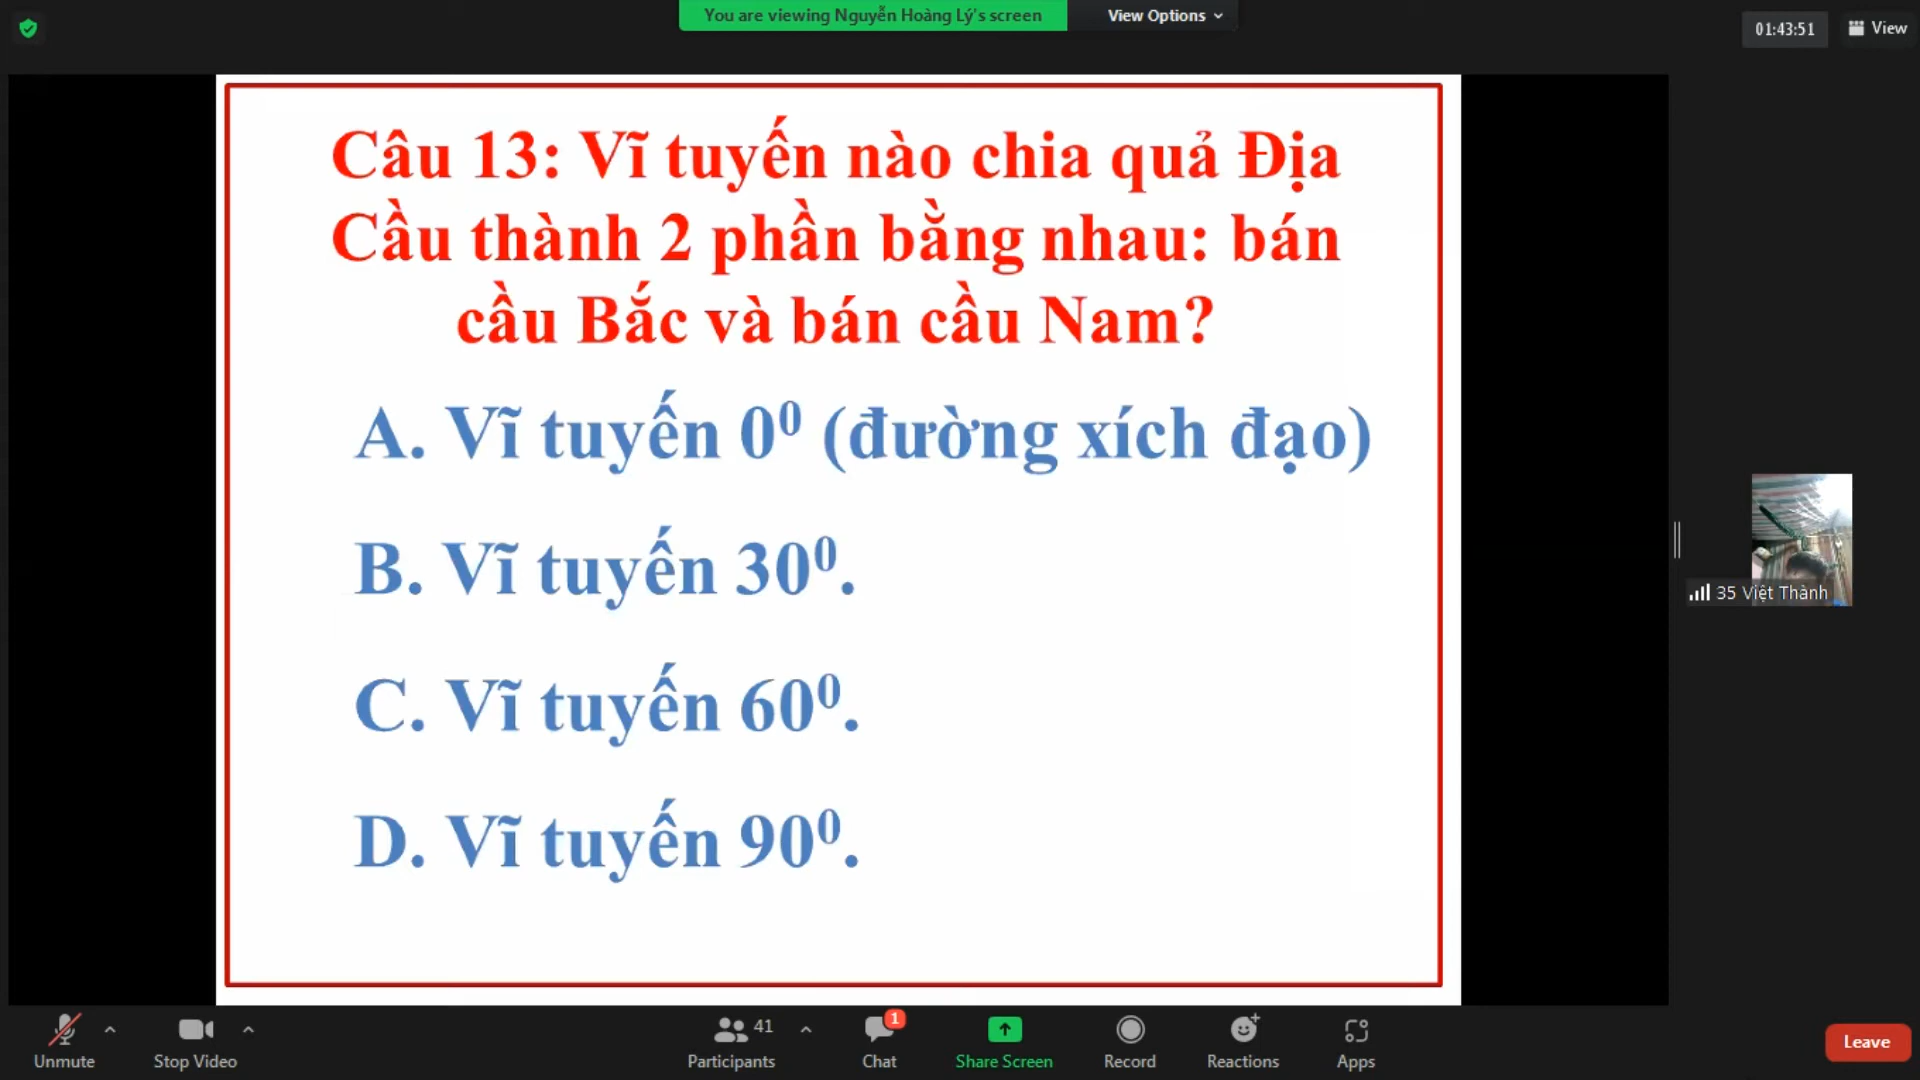 You are viewing Nguyễn Hoàng Lý's screen
View Options
01:43:51
View
Câu 13: Vĩ tuyến nào chia quả Địa
Cầu thành 2 phần bằng nhau: bán
cầu Bắc và bán cầu Nam?
A. Vĩ tuyến 0⁰ (đường xích đạo)
B. Vĩ tuyến 30⁰.
C. Vĩ tuyến 60⁰.
D. Vĩ tuyến 90⁰.
35 Việt Thành
Unmute
Stop Video
41
Participants
1
Chat
Share Screen
Record
Reactions
Apps
Leave